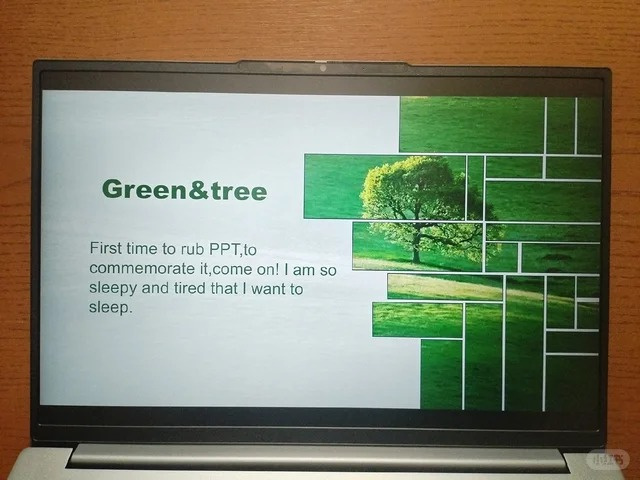 Green&tree
First time to rub PPT,to
commemorate it,come on! I am so
sleepy and tired that I want to
sleep.